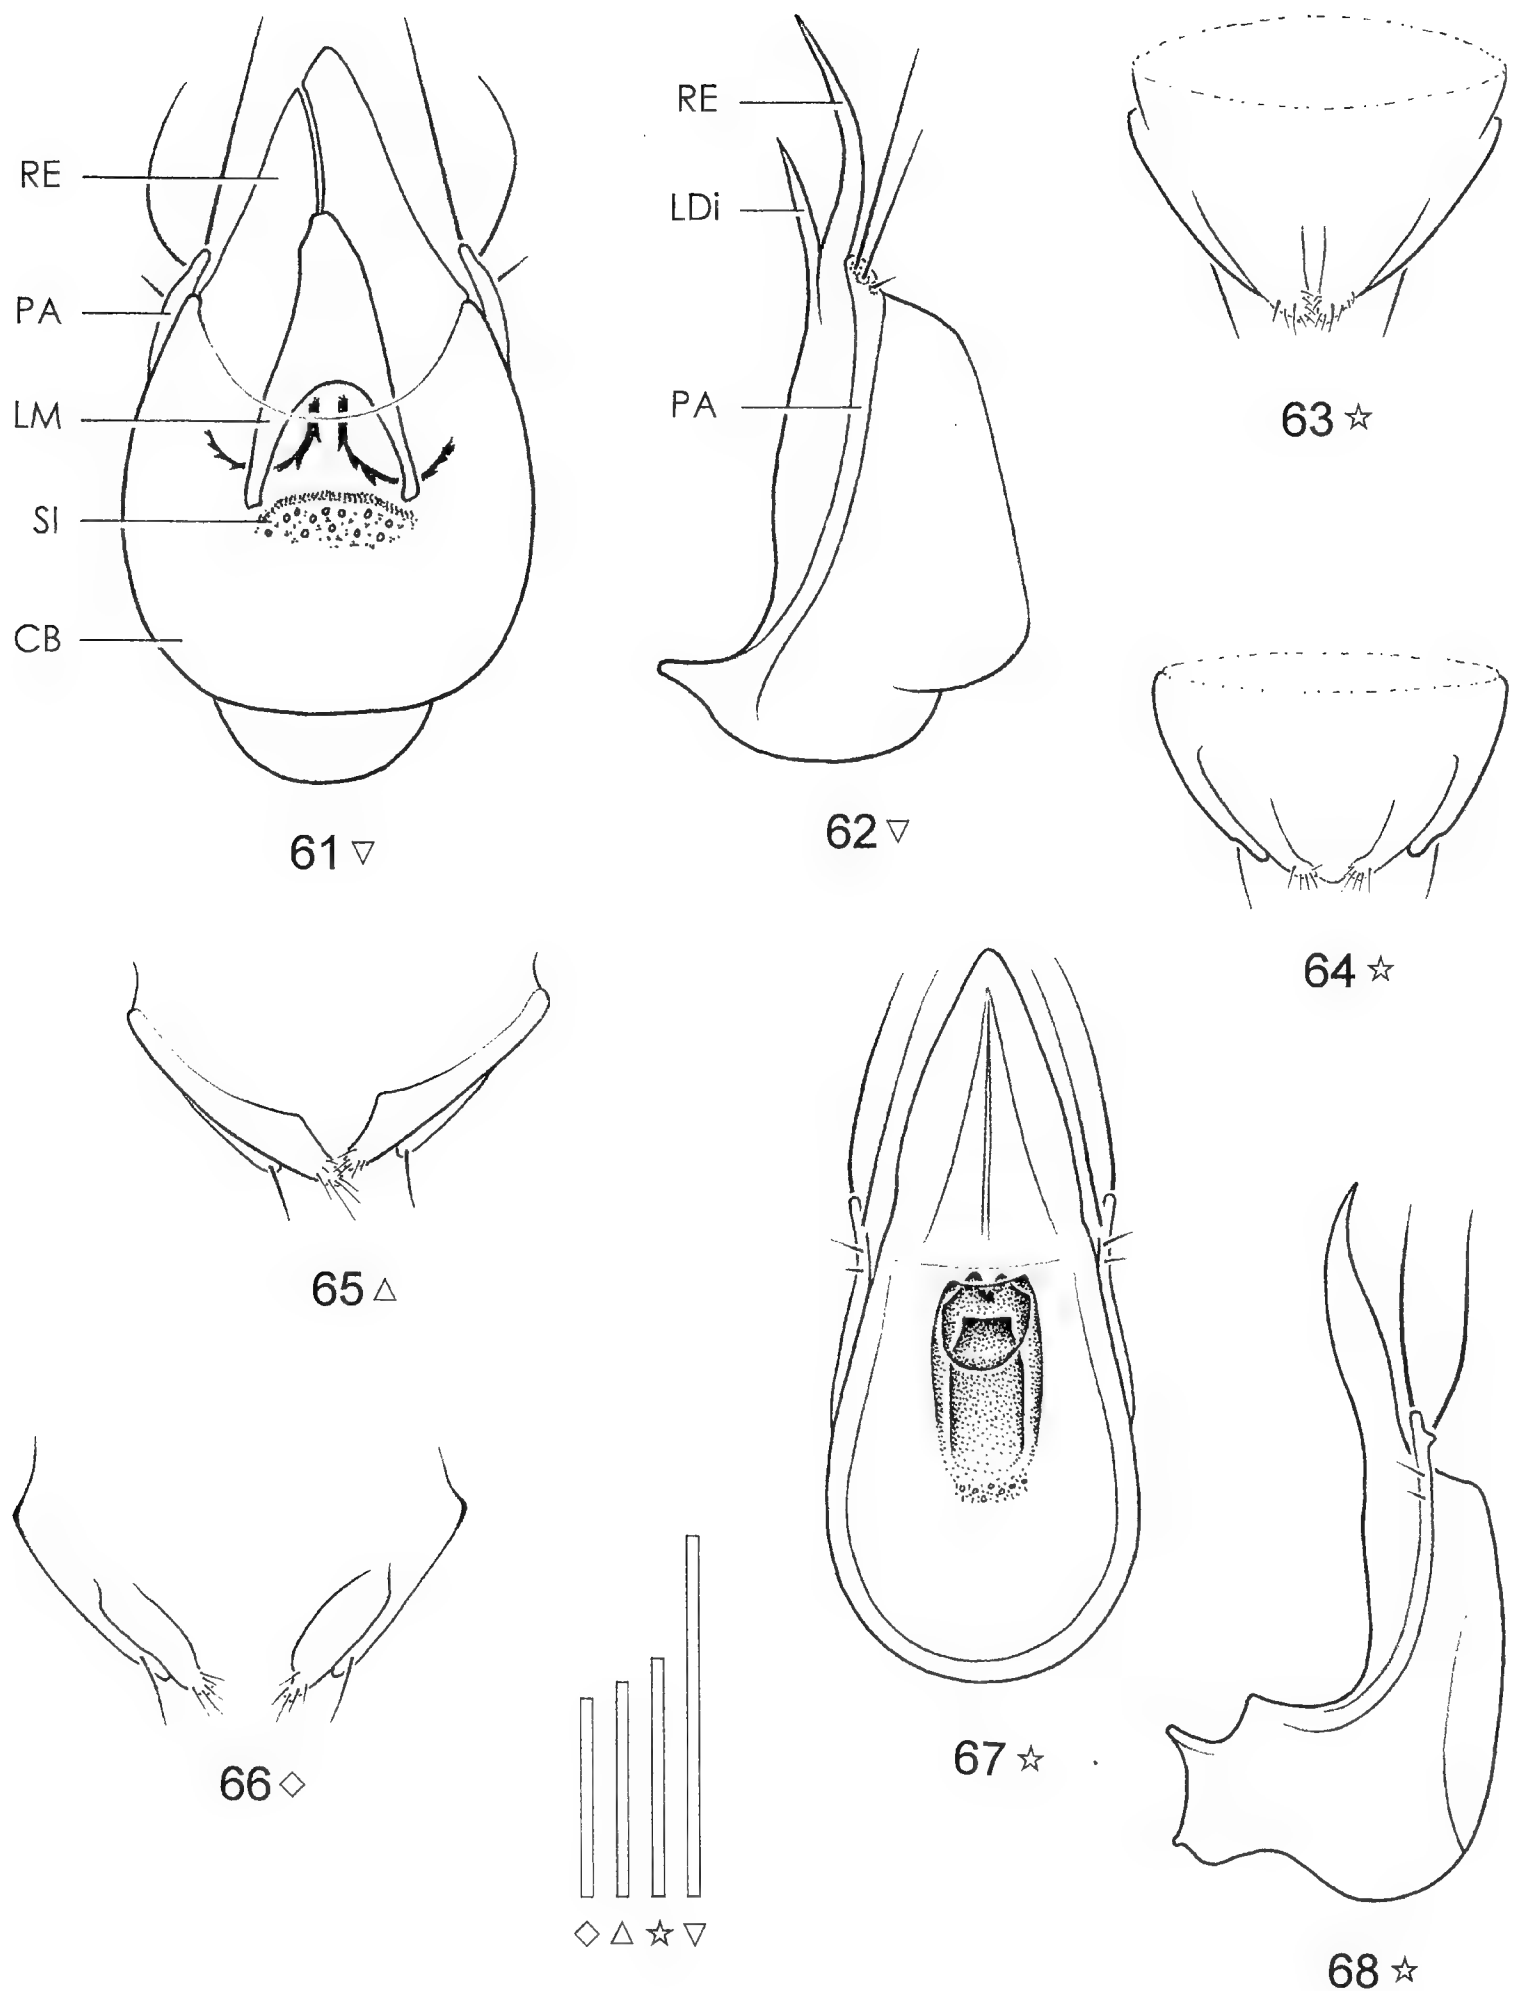 RE
PA
LM
SI
CB
61 ▽
RE
LDi
PA
62 ▽
63 ☆
64 ☆
65 △
66 ◇
67 ☆
68 ☆
◇ △ ☆ ▽